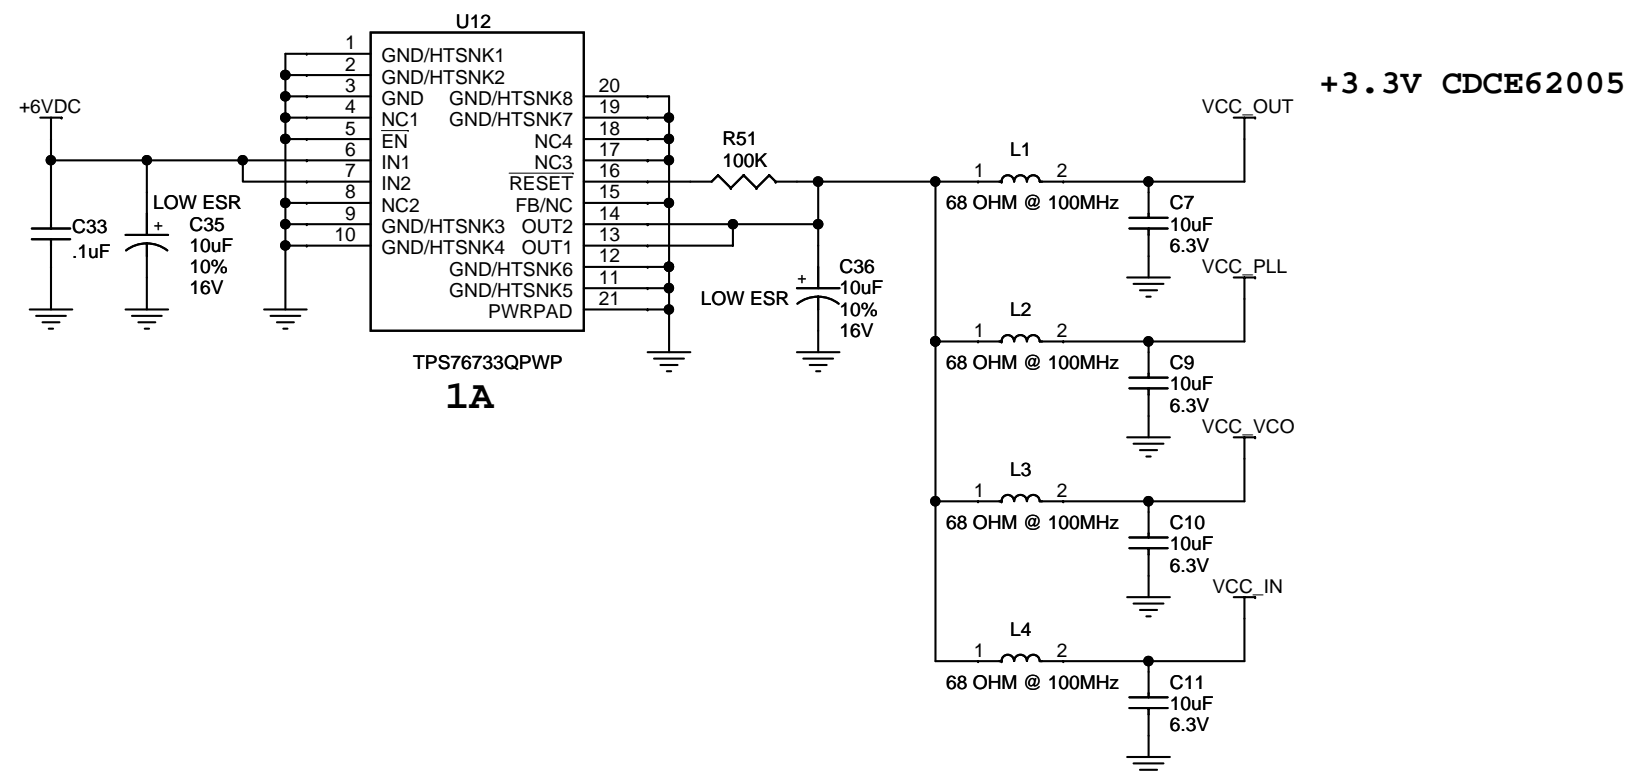 U12
+3.3V CDCE62005
+6VDC
1 GND/HTSNK1
2 GND/HTSNK2
3 GND
4 NC1
5 EN
6 IN1
7 IN2
8 NC2
9 GND/HTSNK3
10 GND/HTSNK4
GND/HTSNK8 20
GND/HTSNK7 19
NC4 18
NC3 17
RESET 16
FB/NC 15
OUT2 14
OUT1 13
GND/HTSNK6 12
GND/HTSNK5 11
PWRPAD 21
TPS76733QPWP
1A
C33
.1uF
LOW ESR
+
C35
10uF
10%
16V
R51
100K
LOW ESR
+
C36
10uF
10%
16V
VCC_OUT
L1
1 2
68 OHM @ 100MHz
C7
10uF
6.3V
VCC_PLL
L2
1 2
68 OHM @ 100MHz
C9
10uF
6.3V
VCC_VCO
L3
1 2
68 OHM @ 100MHz
C10
10uF
6.3V
VCC_IN
L4
1 2
68 OHM @ 100MHz
C11
10uF
6.3V